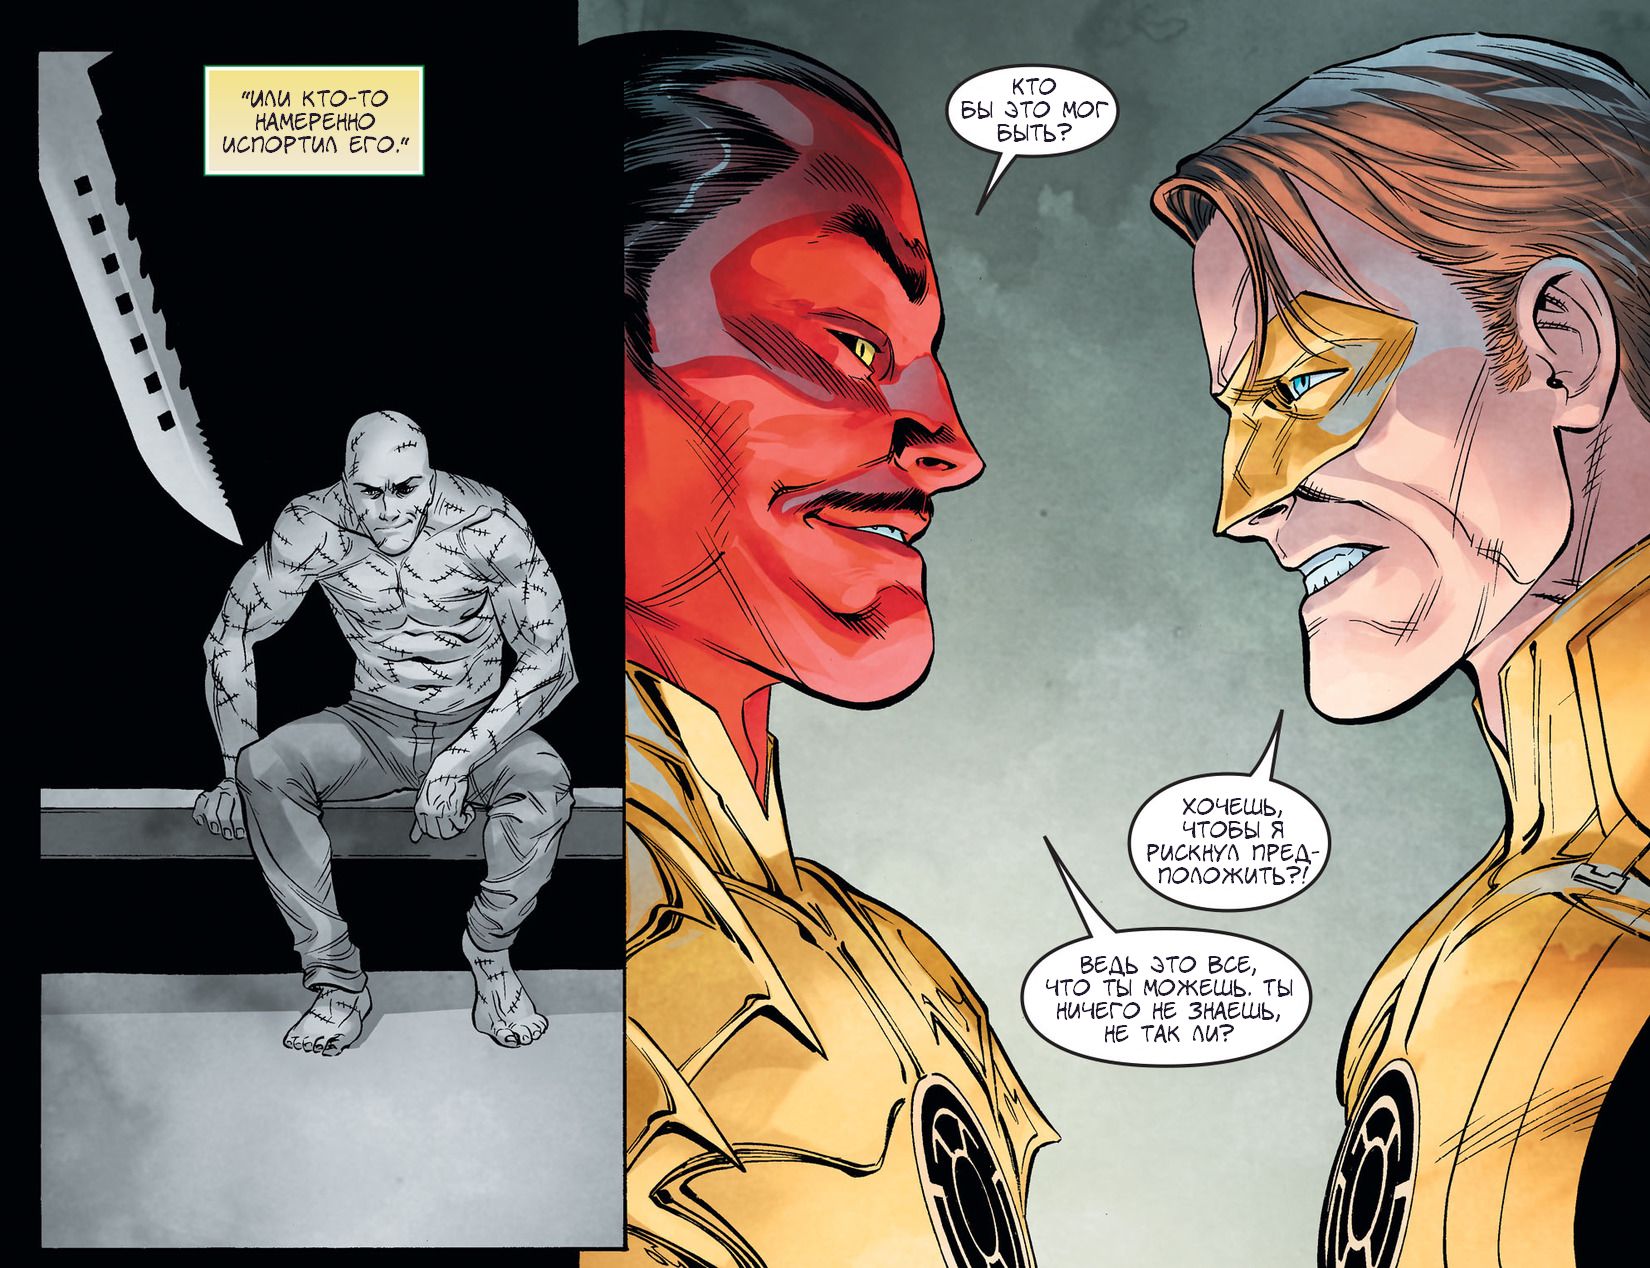 "ИЛИ КТО-ТО
НАМЕРЕННО
ИСПОРТИЛ ЕГО."
КТО
БЫ ЭТО МОГ
БЫТЬ?
ХОЧЕШЬ,
ЧТОБЫ Я
РИСКНУЛ ПРЕД-
ПОЛОЖИТЬ?!
ВЕДЬ ЭТО ВСЕ,
ЧТО ТЫ МОЖЕШЬ. ТЫ
НИЧЕГО НЕ ЗНАЕШЬ,
НЕ ТАК ЛИ?